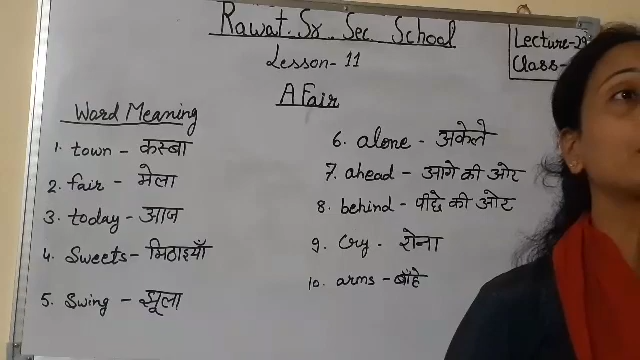 Rawat. Sr. Sec School
Lecture-29
Class-
Lesson-11
A Fair
Word Meaning
1. town - कस्बा
2. fair - मेला
3. today - आज
4. Sweets - मिठाइयाँ
5. Swing - झूला
6. alone - अकेले
7. ahead - आगे की ओर
8. behind - पीछे की ओर
9. Cry - रोना
10. arms - बाँहे